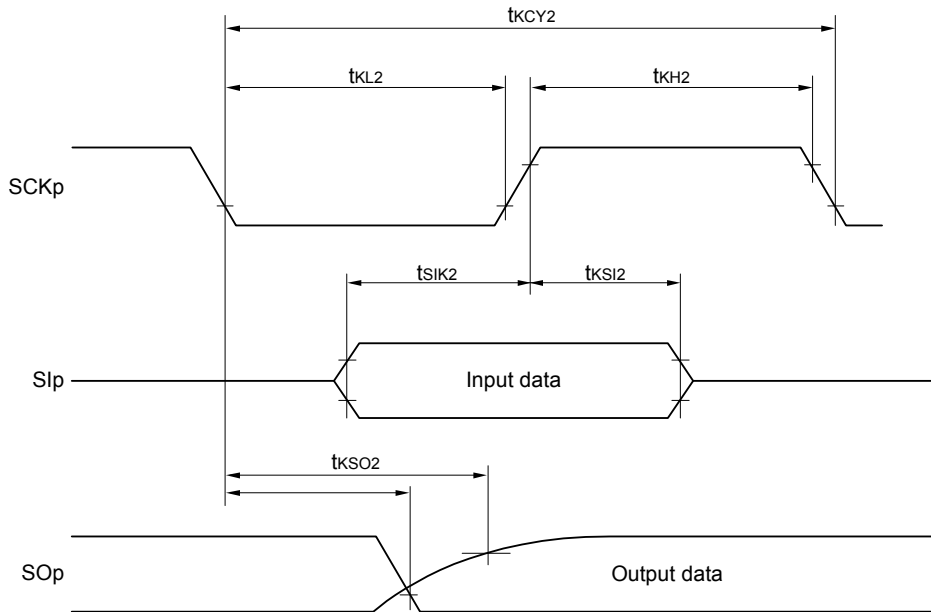 tKCY2
tKL2
tKH2
SCKp
tSIK2
tKSI2
SIp
Input data
tKSO2
SOp
Output data